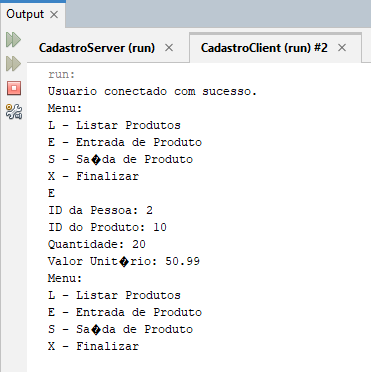 Output ×
CadastroServer (run) × CadastroClient (run) #2 ×
run:
Usuario conectado com sucesso.
Menu:
L - Listar Produtos
E - Entrada de Produto
S - Sa�da de Produto
X - Finalizar
E
ID da Pessoa: 2
ID do Produto: 10
Quantidade: 20
Valor Unit�rio: 50.99
Menu:
L - Listar Produtos
E - Entrada de Produto
S - Sa�da de Produto
X - Finalizar